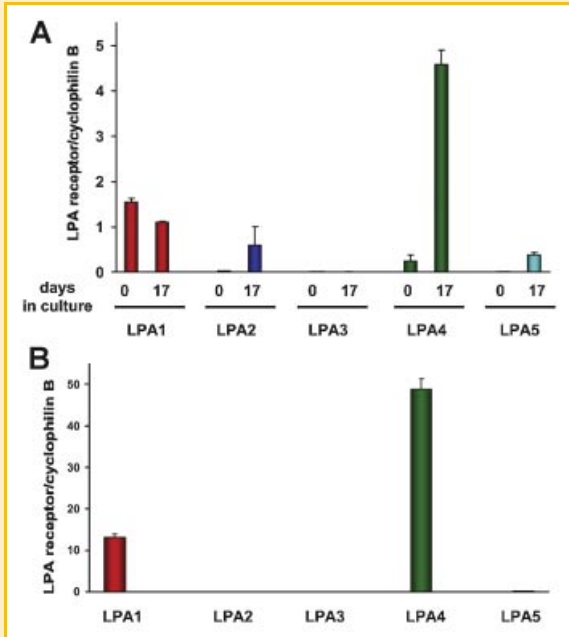 A
LPA receptor/cyclophilin B
5
4
3
2
1
0
days in culture
0 17 0 17 0 17 0 17 0 17
LPA1 LPA2 LPA3 LPA4 LPA5
B
LPA receptor/cyclophilin B
50
40
30
20
10
0
LPA1 LPA2 LPA3 LPA4 LPA5